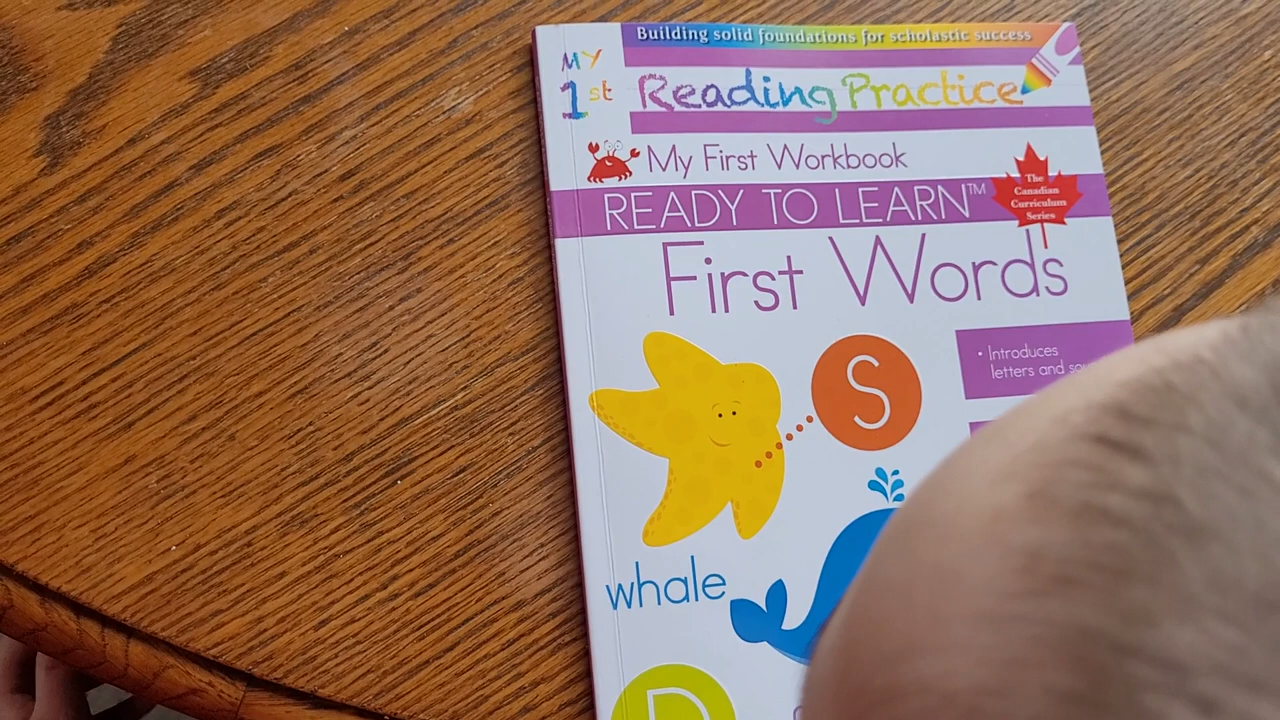 Building solid foundations for scholastic success
MY
1st
Reading Practice
My First Workbook
READY TO LEARN™
The
Canadian
Curriculum
Series
First Words
• Introduces
letters and
S
whale